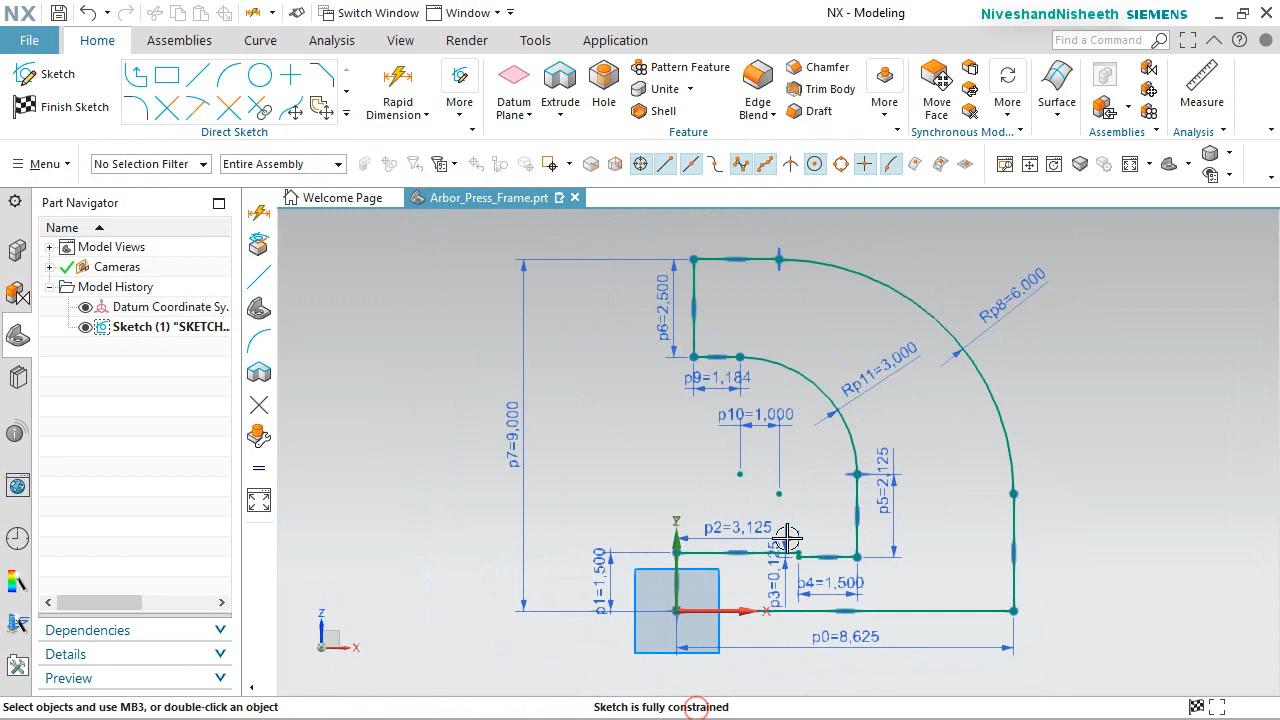 NX
Switch Window
Window
NX - Modeling
NiveshandNisheeth SIEMENS
File
Home
Assemblies
Curve
Analysis
View
Render
Tools
Application
Find a Command
Sketch
Finish Sketch
Direct Sketch
Rapid Dimension
More
Datum Plane
Extrude
Hole
Pattern Feature
Unite
Shell
Edge Blend
Chamfer
Trim Body
Draft
More
Feature
Move Face
More
Synchronous Mod...
Surface
Assemblies
Measure
Analysis
Menu
No Selection Filter
Entire Assembly
Part Navigator
Name
Model Views
Cameras
Model History
Datum Coordinate Sy...
Sketch (1) "SKETCH...
Dependencies
Details
Preview
Welcome Page
Arbor_Press_Frame.prt
p6=2,500
Rp8=6,000
Rp11=3,000
p9=1,184
p10=1,000
p7=9,000
p5=2,125
p2=3,125
p3=0,125
p4=1,500
p1=1,500
p0=8,625
Y
X
Z
X
Select objects and use MB3, or double-click an object
Sketch is fully constrained